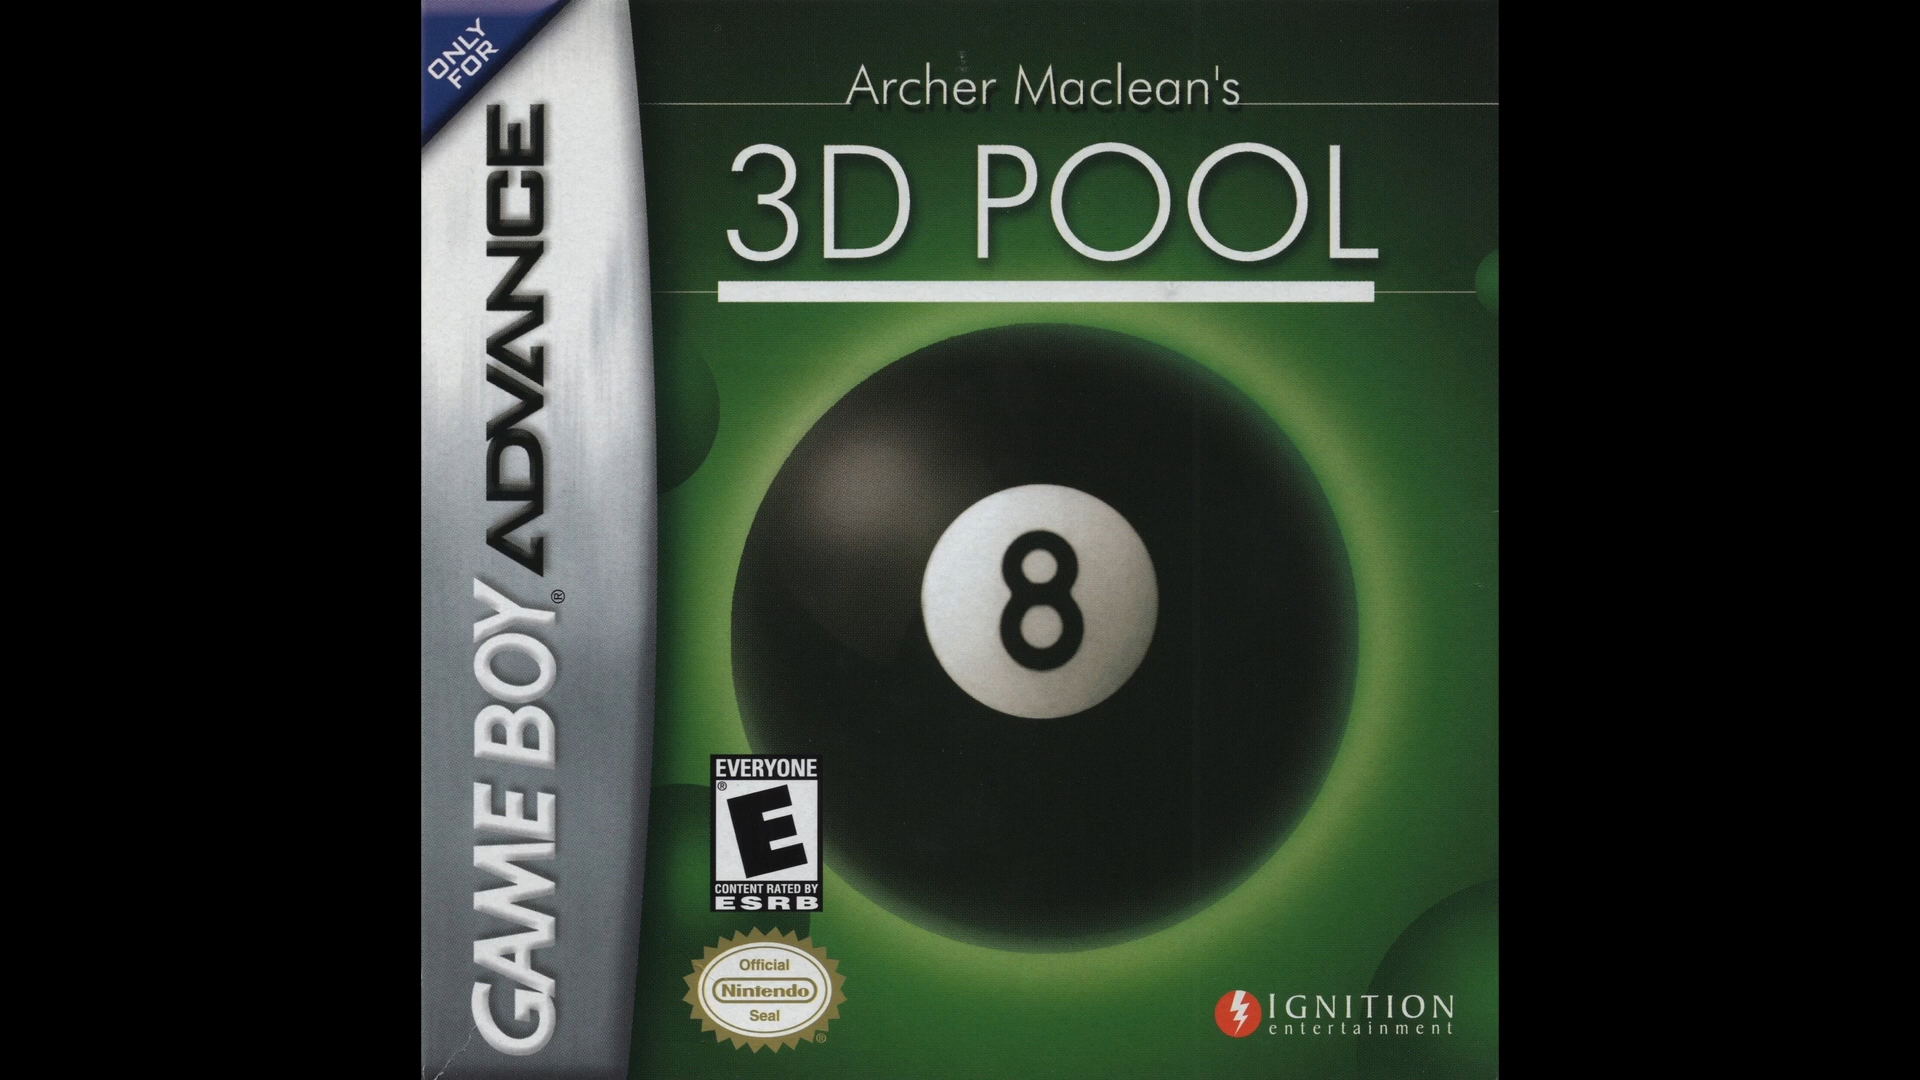 ONLY
FOR
GAME BOY ADVANCE
®
Archer Maclean's
3D POOL
8
EVERYONE
®
E
CONTENT RATED BY
ESRB
Official
Nintendo
Seal
®
IGNITION
entertainment